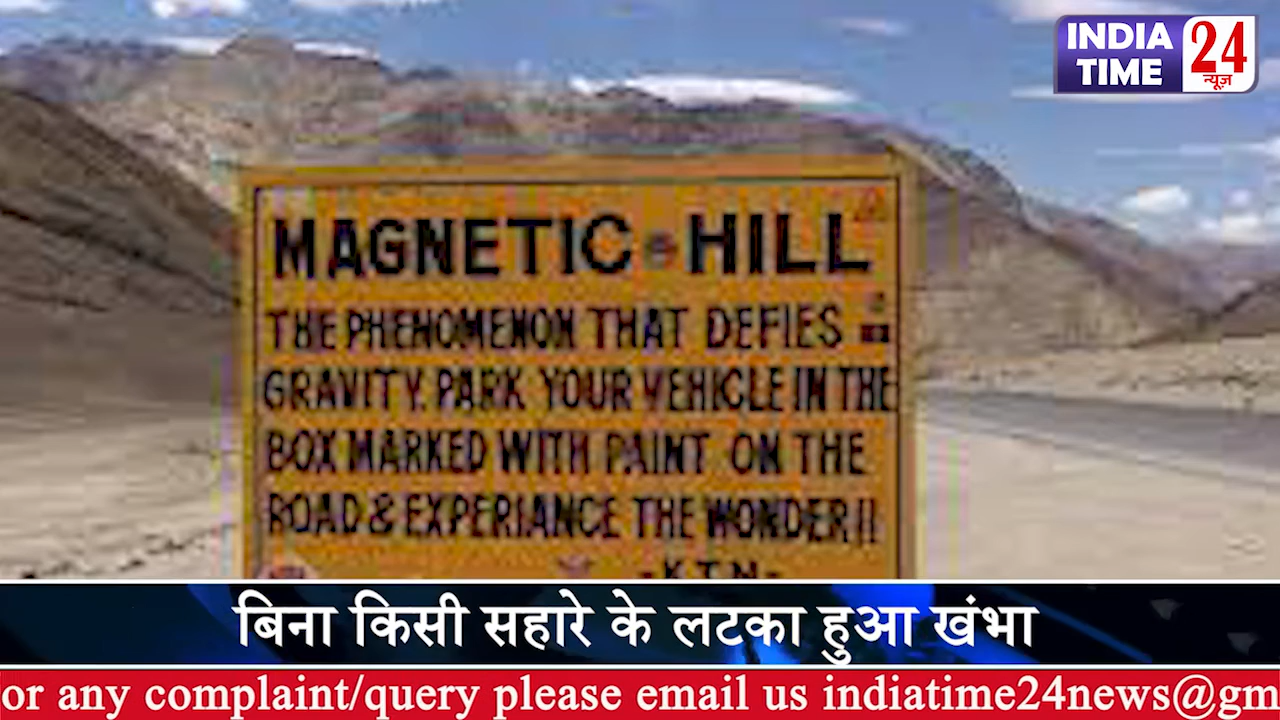 INDIA
TIME
24
न्यूज़
MAGNETIC HILL
THE PHENOMENON THAT DEFIES
GRAVITY. PARK YOUR VEHICLE IN THE
BOX MARKED WITH PAINT ON THE
ROAD & EXPERIANCE THE WONDER!!
बिना किसी सहारे के लटका हुआ खंभा
or any complaint/query please email us indiatime24news@gm